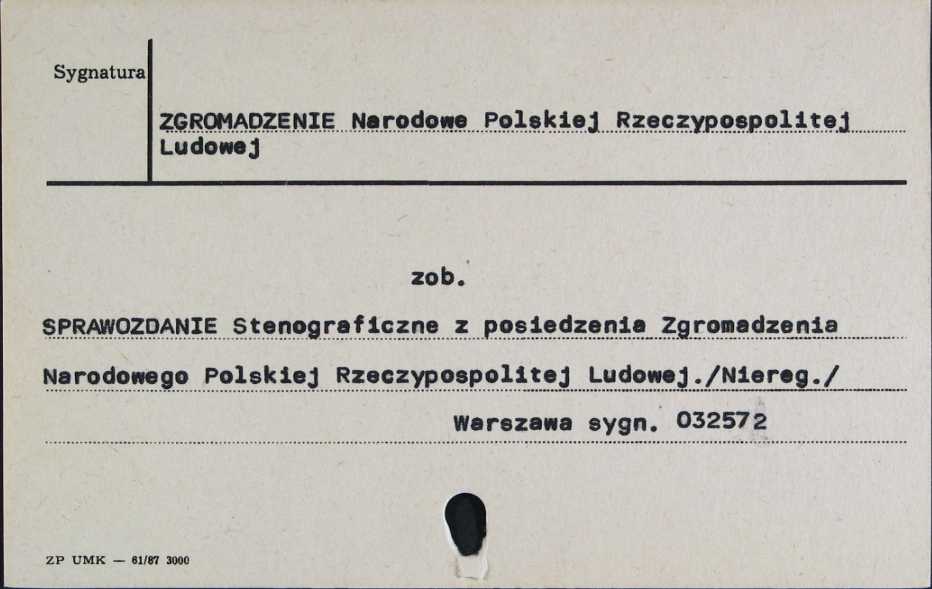 Sygnatura
ZGROMADZENIE Narodowe Polskiej Rzeczypospolitej
Ludowej
zob.
SPRAWOZDANIE Stenograficzne z posiedzenia Zgromadzenia
Narodowego Polskiej Rzeczypospolitej Ludowej./Niereg./
Warszawa sygn. 032572
ZP UMK — 61/87 3000